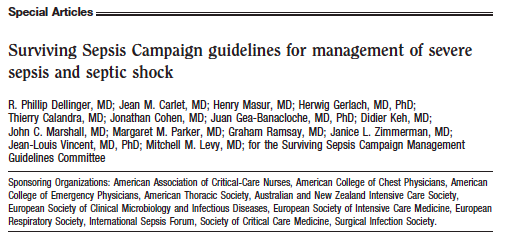 Special Articles
Surviving Sepsis Campaign guidelines for management of severe
sepsis and septic shock
R. Phillip Dellinger, MD; Jean M. Carlet, MD; Henry Masur, MD; Herwig Gerlach, MD, PhD;
Thierry Calandra, MD; Jonathan Cohen, MD; Juan Gea-Banacloche, MD, PhD; Didier Keh, MD;
John C. Marshall, MD; Margaret M. Parker, MD; Graham Ramsay, MD; Janice L. Zimmerman, MD;
Jean-Louis Vincent, MD, PhD; Mitchell M. Levy, MD; for the Surviving Sepsis Campaign Management
Guidelines Committee
Sponsoring Organizations: American Association of Critical-Care Nurses, American College of Chest Physicians, American
College of Emergency Physicians, American Thoracic Society, Australian and New Zealand Intensive Care Society,
European Society of Clinical Microbiology and Infectious Diseases, European Society of Intensive Care Medicine, European
Respiratory Society, International Sepsis Forum, Society of Critical Care Medicine, Surgical Infection Society.